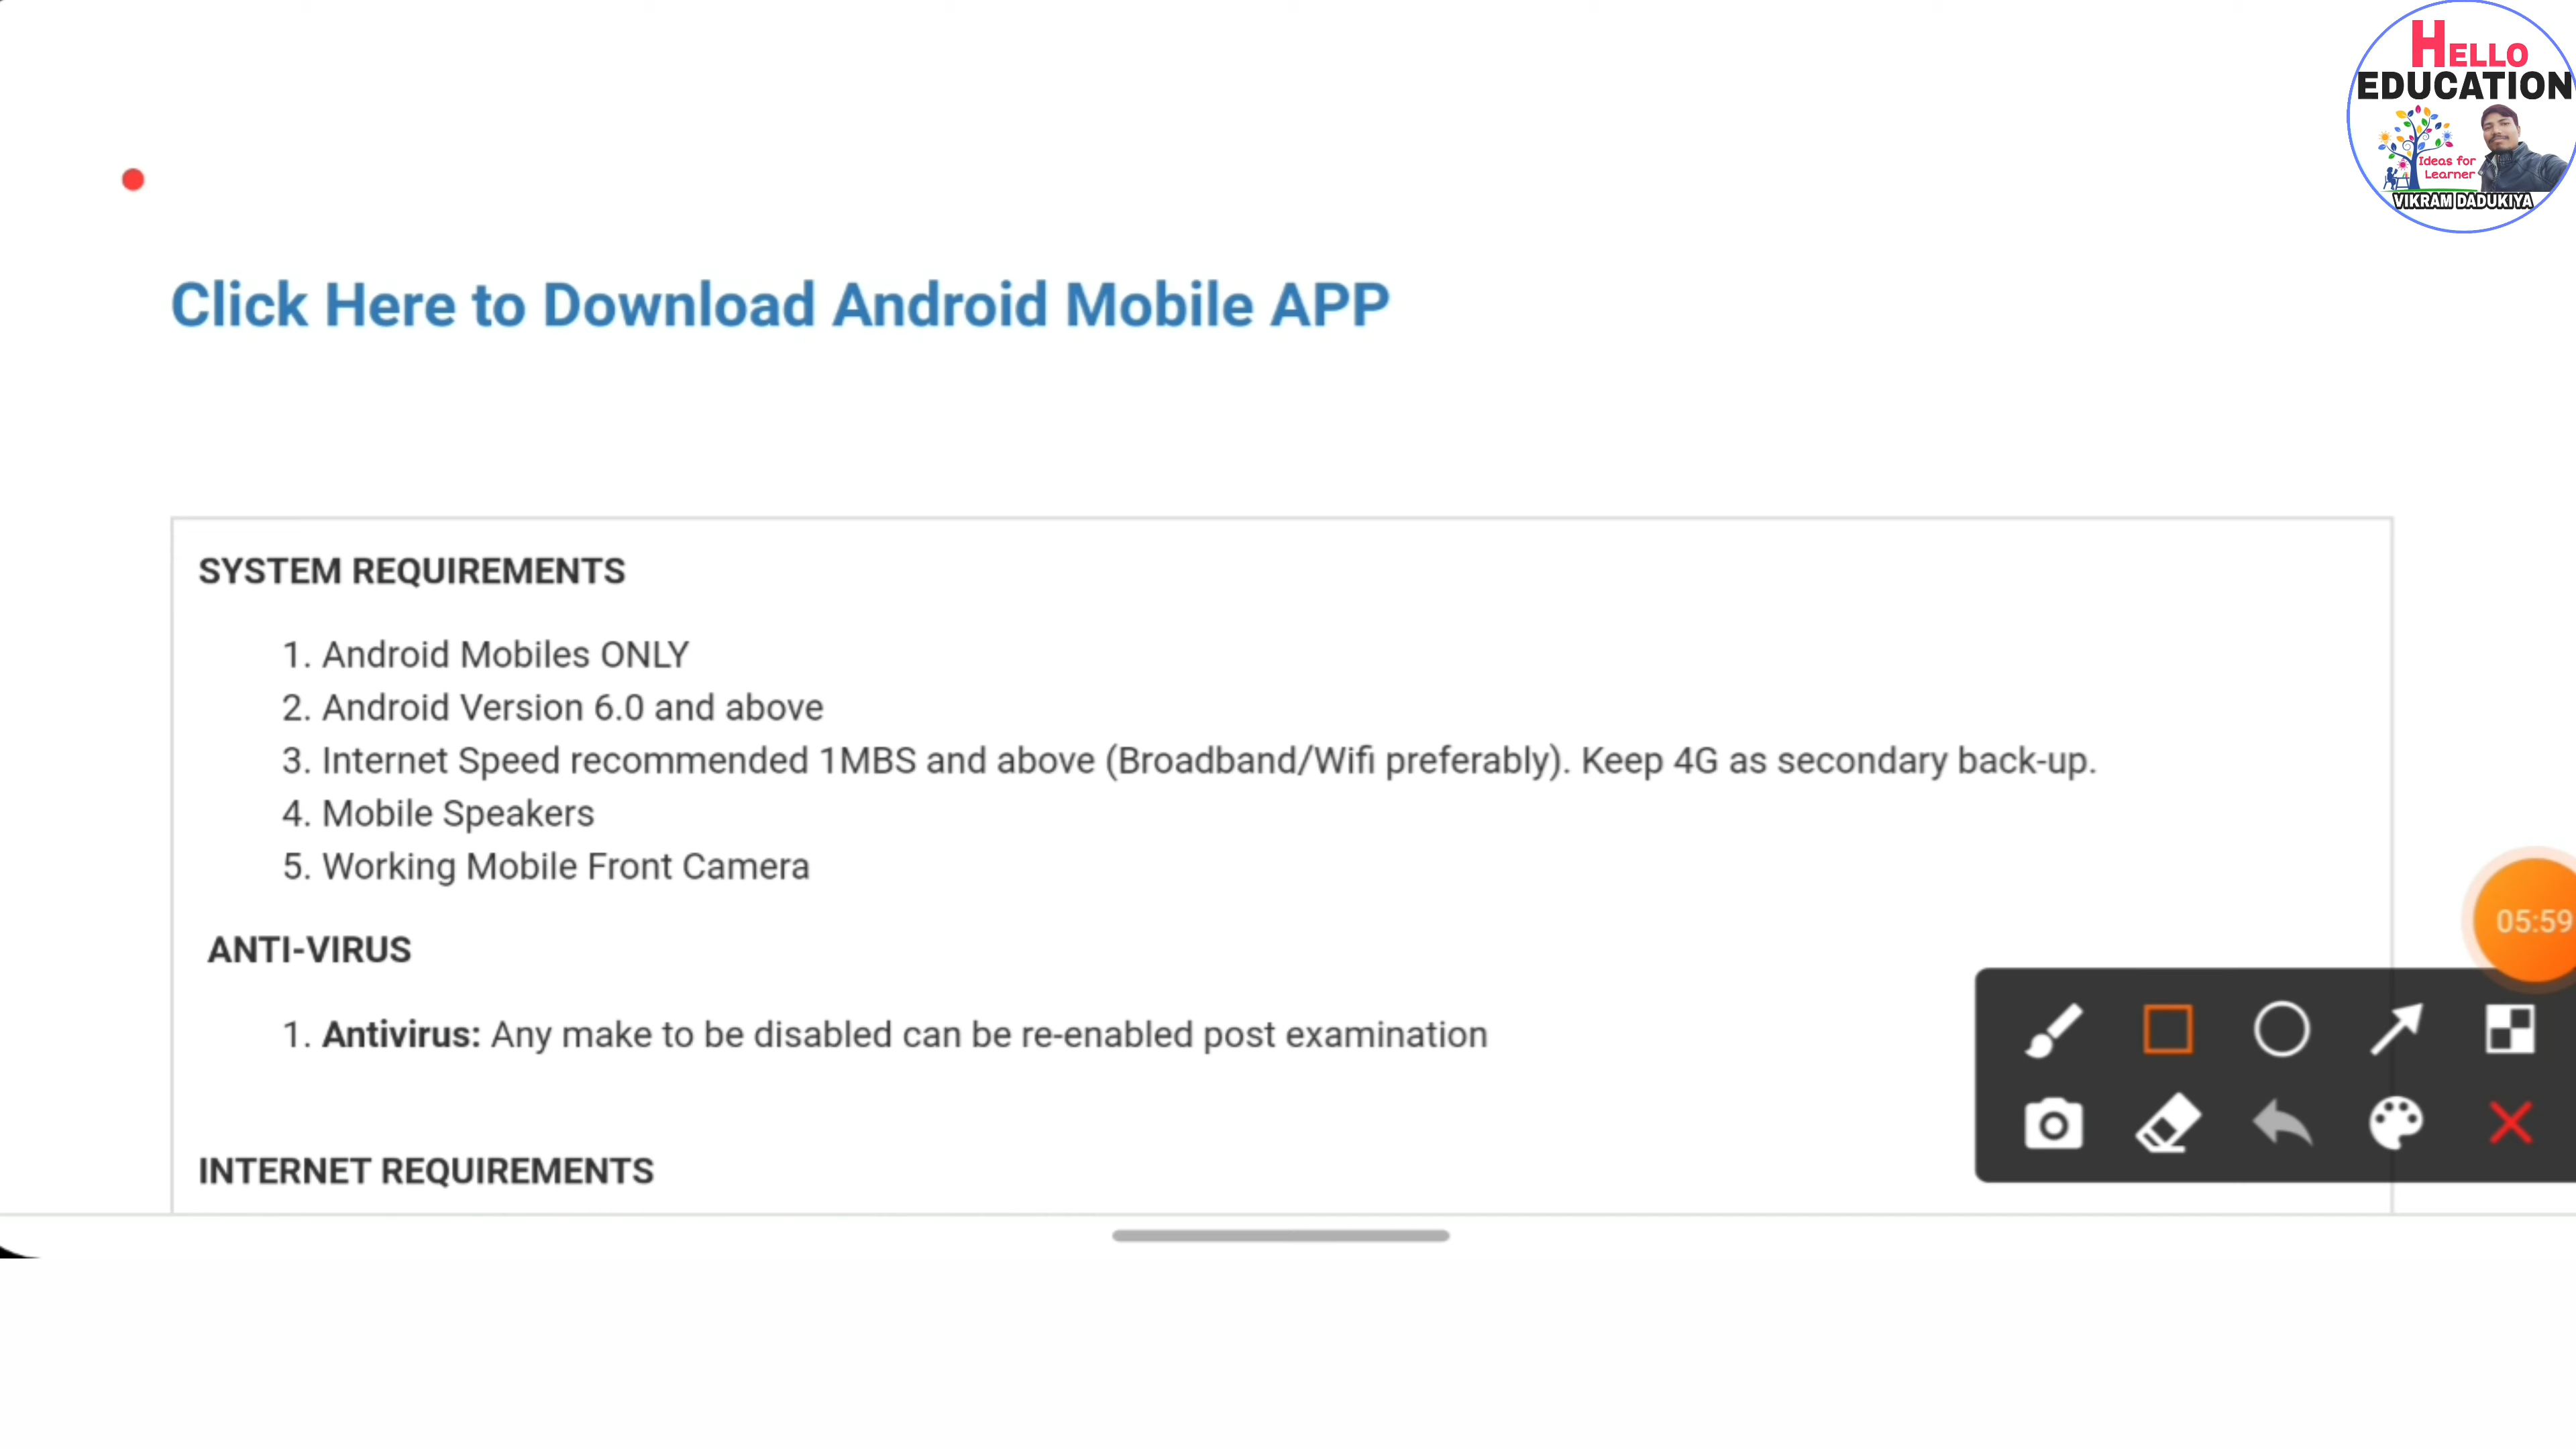 HELLO
EDUCATION
Ideas for
Learner
VIKRAM DADUKIYA
Click Here to Download Android Mobile APP
SYSTEM REQUIREMENTS
1. Android Mobiles ONLY
2. Android Version 6.0 and above
3. Internet Speed recommended 1MBS and above (Broadband/Wifi preferably). Keep 4G as secondary back-up.
4. Mobile Speakers
5. Working Mobile Front Camera
ANTI-VIRUS
1. Antivirus: Any make to be disabled can be re-enabled post examination
INTERNET REQUIREMENTS
05:59